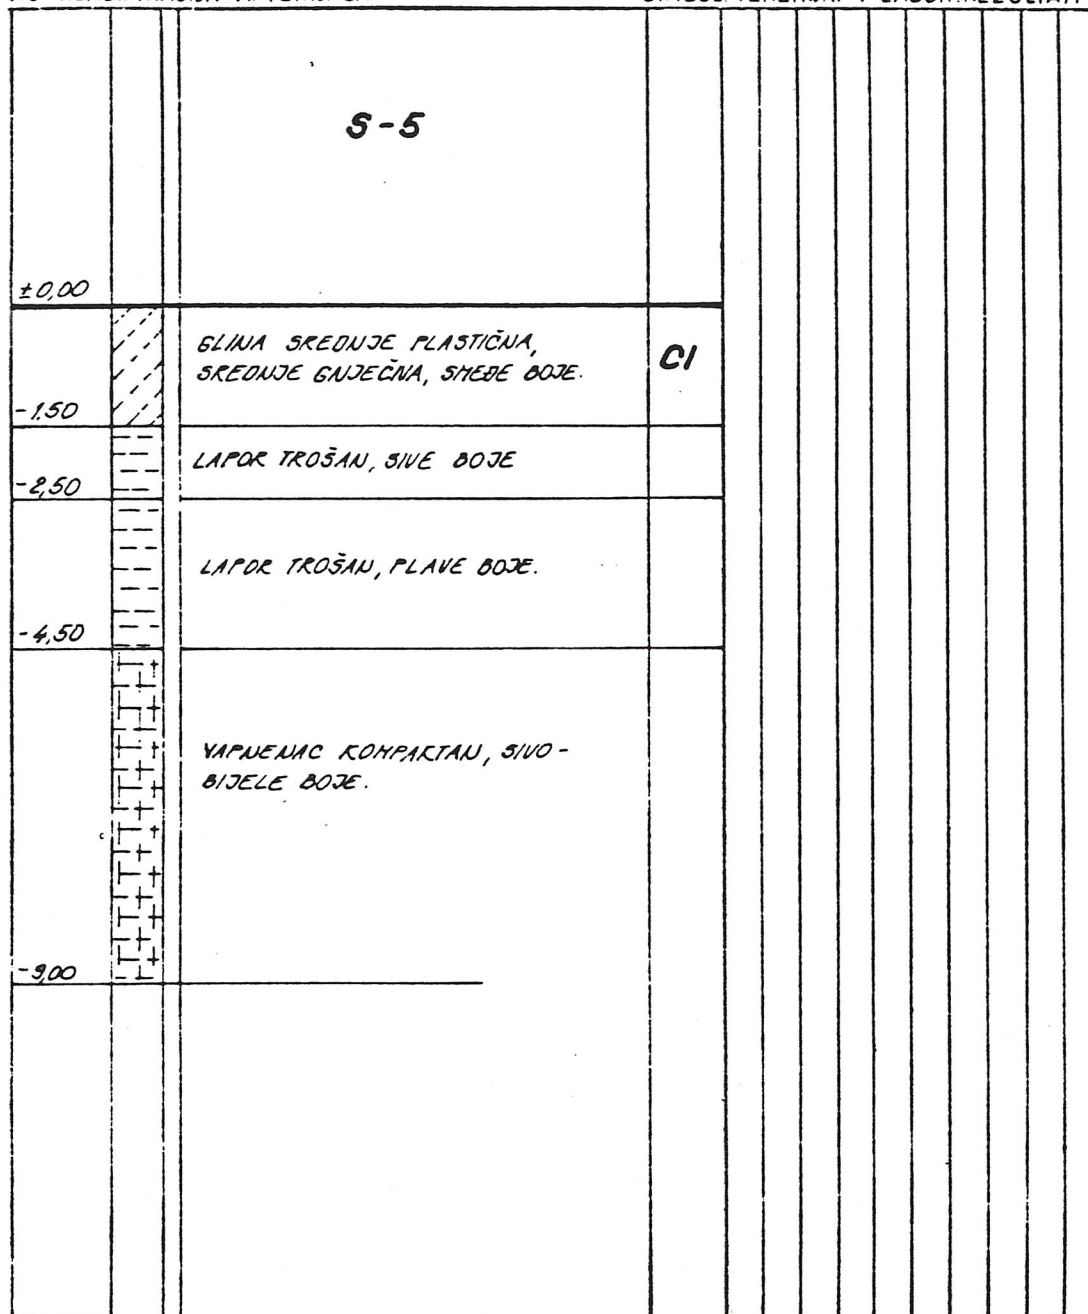 S-5
±0,00
GLINA SREDNJE PLASTIČNA,
SREDNJE GNJEČNA, SMEĐE BOJE.
CI
-1.50
LAPOR TROŠAN, SIVE BOJE
-2,50
LAPOR TROŠAN, PLAVE BOJE.
-4,50
VAPNENAC KOMPAKTAN, SIVO-
BIJELE BOJE.
-9,00